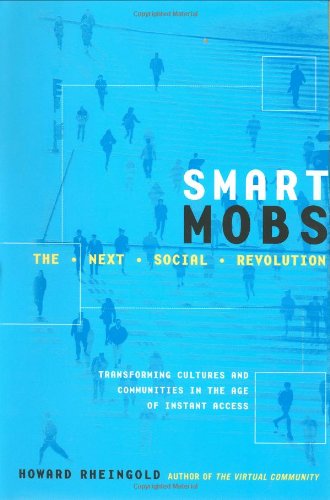 SMART
MOBS
THE • NEXT • SOCIAL • REVOLUTION
TRANSFORMING CULTURES AND
COMMUNITIES IN THE AGE
OF INSTANT ACCESS
HOWARD RHEINGOLD AUTHOR OF THE VIRTUAL COMMUNITY